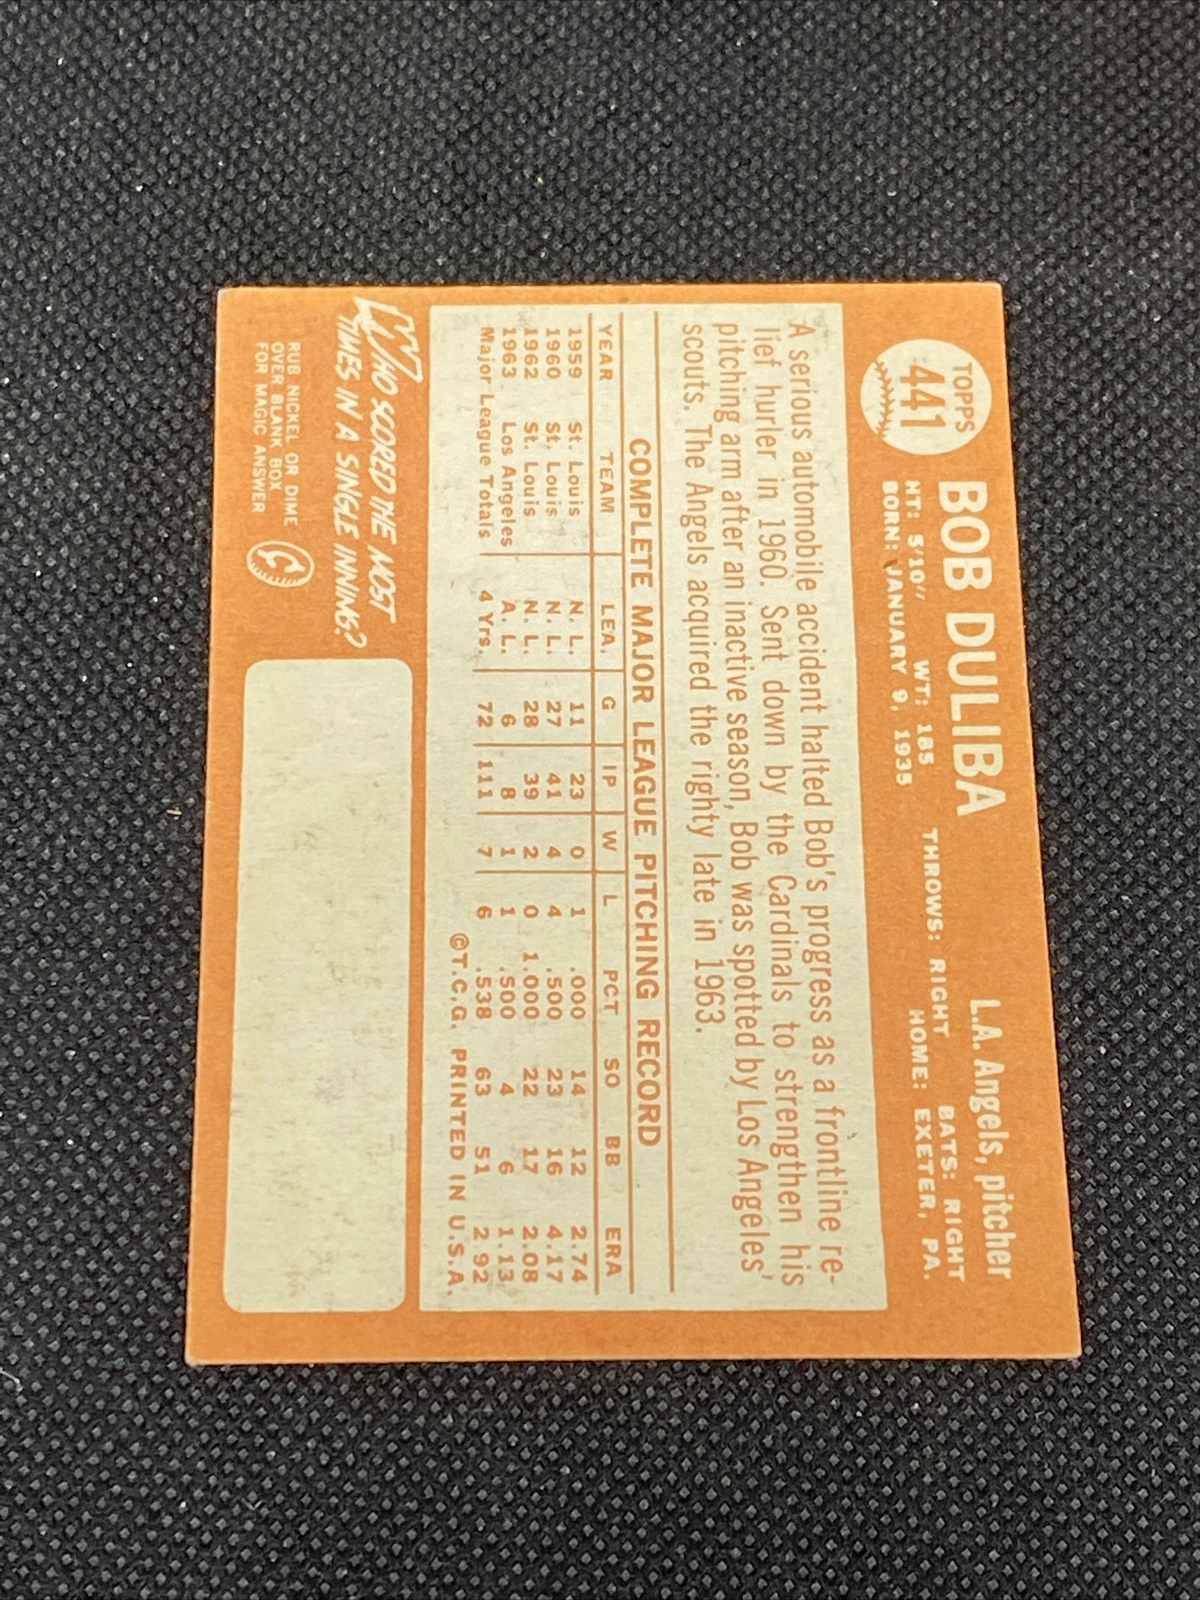 TOPPS
441
BOB DULIBA
L.A. Angels, pitcher
HT: 5'10" WT: 185 THROWS: RIGHT BATS: RIGHT
BORN: JANUARY 9, 1935 HOME: EXETER, PA.
A serious automobile accident halted Bob's progress as a frontline re-
lief hurler in 1960. Sent down by the Cardinals to strengthen his
pitching arm after an inactive season, Bob was spotted by Los Angeles'
scouts. The Angels acquired the righty late in 1963.
COMPLETE MAJOR LEAGUE PITCHING RECORD
YEAR TEAM LEA. G IP W L PCT SO BB ERA
1959 St. Louis N. L. 11 23 0 1 .000 14 12 2.74
1960 St. Louis N. L. 27 41 4 4 .500 23 16 4.17
1962 St. Louis N. L. 28 39 2 0 1.000 22 17 2.08
1963 Los Angeles A. L. 6 8 1 1 .500 4 6 1.13
Major League Totals 4 Yrs. 72 111 7 6 .538 63 51 2.92
©T.C.G. PRINTED IN U.S.A.
WHO SCORED THE MOST
TIMES IN A SINGLE INNING?
RUB NICKEL OR DIME
OVER BLANK BOX
FOR MAGIC ANSWER